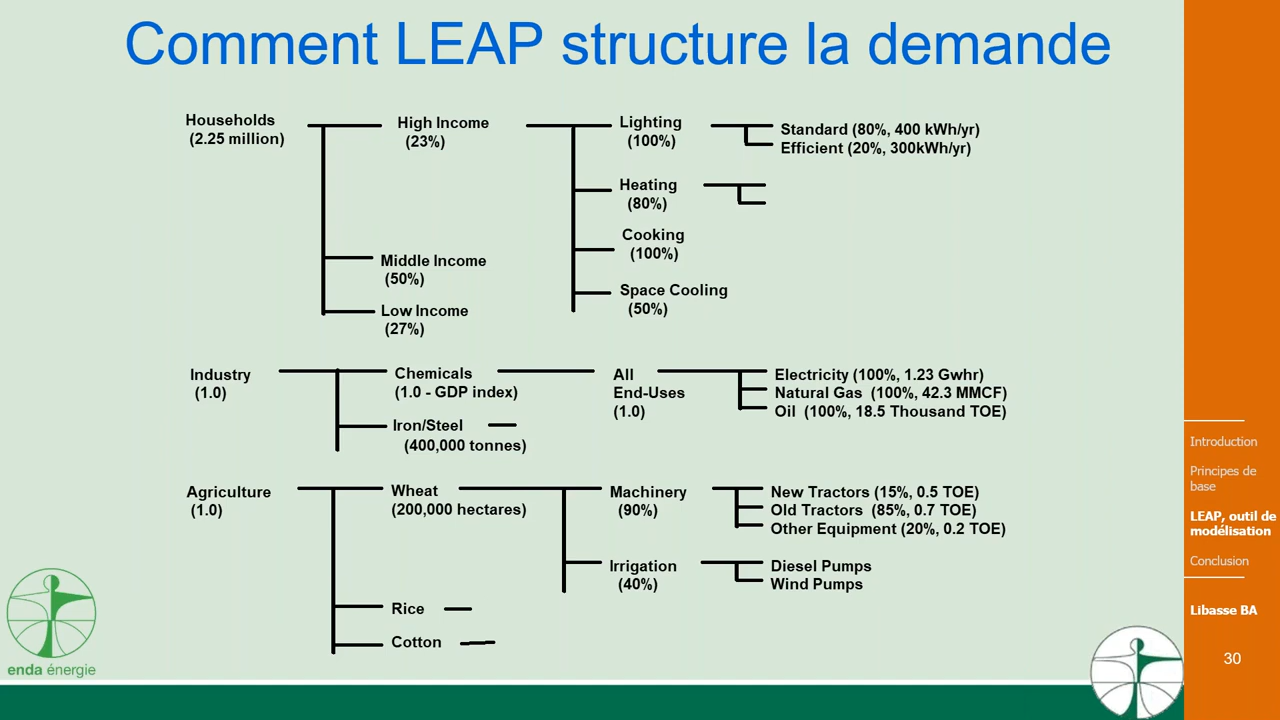 Comment LEAP structure la demande
Households
(2.25 million)
High Income
(23%)
Lighting
(100%)
Standard (80%, 400 kWh/yr)
Efficient (20%, 300kWh/yr)
Heating
(80%)
Cooking
(100%)
Middle Income
(50%)
Space Cooling
(50%)
Low Income
(27%)
Industry
(1.0)
Chemicals
(1.0 - GDP index)
All
End-Uses
(1.0)
Electricity (100%, 1.23 Gwhr)
Natural Gas (100%, 42.3 MMCF)
Oil (100%, 18.5 Thousand TOE)
Iron/Steel
(400,000 tonnes)
Agriculture
(1.0)
Wheat
(200,000 hectares)
Machinery
(90%)
New Tractors (15%, 0.5 TOE)
Old Tractors (85%, 0.7 TOE)
Other Equipment (20%, 0.2 TOE)
Irrigation
(40%)
Diesel Pumps
Wind Pumps
Rice
Cotton
enda énergie
Introduction
Principes de
base
LEAP, outil de
modélisation
Conclusion
Libasse BA
30